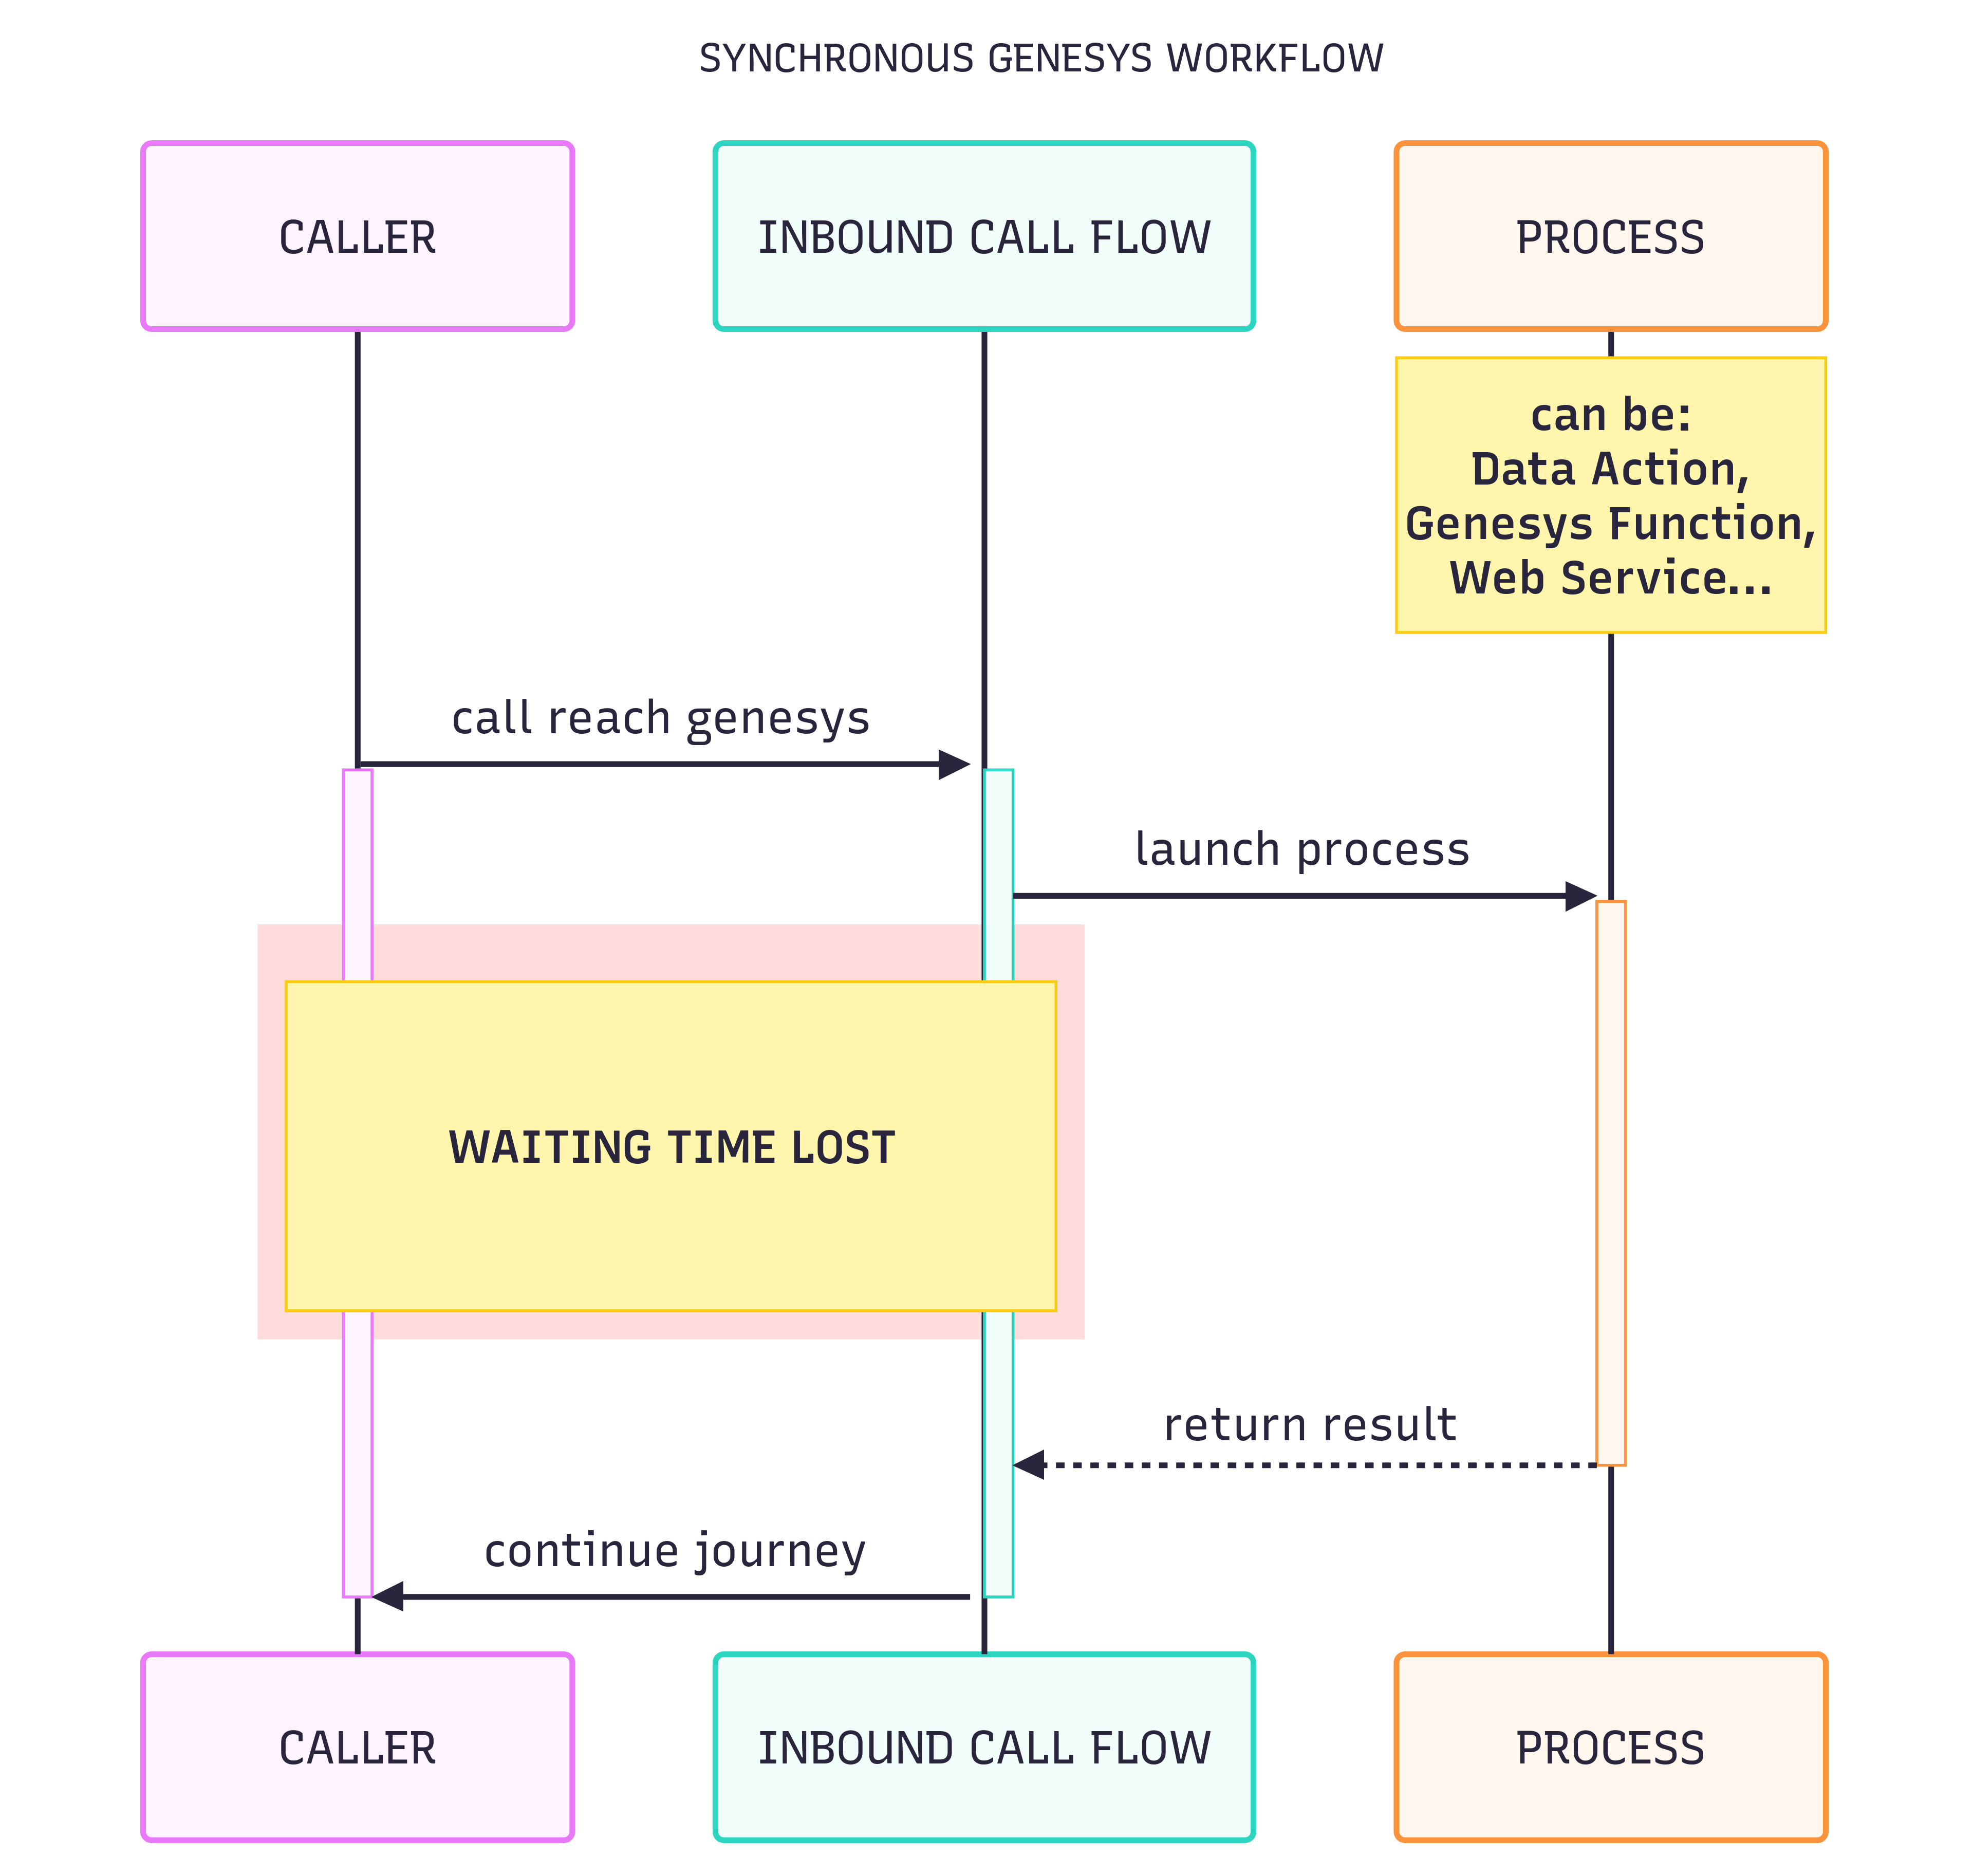 SYNCHRONOUS GENESYS WORKFLOW
CALLER
INBOUND CALL FLOW
PROCESS
can be:
Data Action,
Genesys Function,
Web Service...
call reach genesys
launch process
WAITING TIME LOST
return result
continue journey
CALLER
INBOUND CALL FLOW
PROCESS